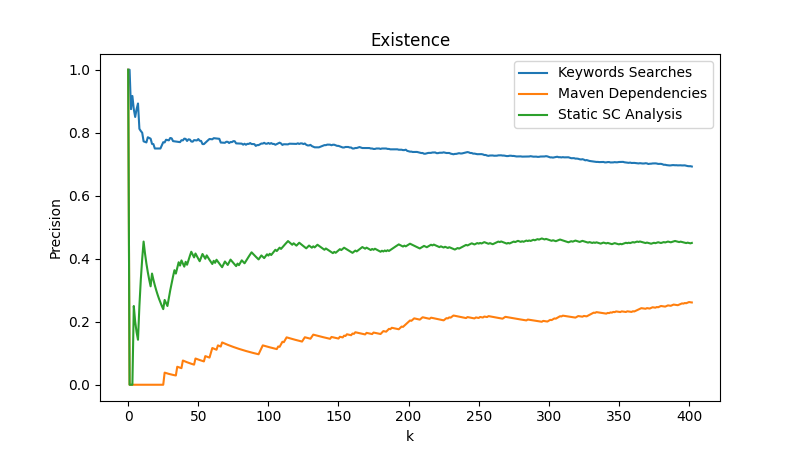 Existence
Keywords Searches
Maven Dependencies
Static SC Analysis
Precision
1.0
0.8
0.6
0.4
0.2
0.0
0 50 100 150 200 250 300 350 400
k